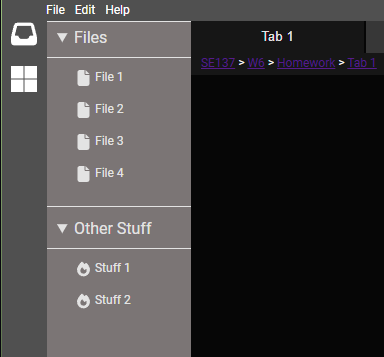 File Edit Help
Files
File 1
File 2
File 3
File 4
Other Stuff
Stuff 1
Stuff 2
Tab 1
SE137 > W6 > Homework > Tab 1